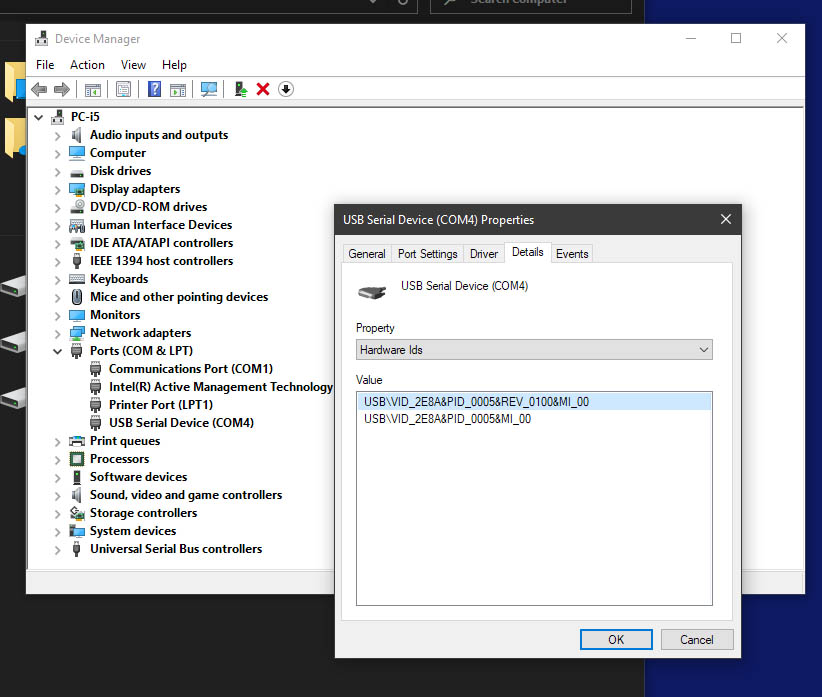 Search Computer
Device Manager
File Action View Help
PC-i5
Audio inputs and outputs
Computer
Disk drives
Display adapters
DVD/CD-ROM drives
Human Interface Devices
IDE ATA/ATAPI controllers
IEEE 1394 host controllers
Keyboards
Mice and other pointing devices
Monitors
Network adapters
Ports (COM & LPT)
Communications Port (COM1)
Intel(R) Active Management Technology
Printer Port (LPT1)
USB Serial Device (COM4)
Print queues
Processors
Software devices
Sound, video and game controllers
Storage controllers
System devices
Universal Serial Bus controllers
USB Serial Device (COM4) Properties
General Port Settings Driver Details Events
USB Serial Device (COM4)
Property
Hardware Ids
Value
USB\VID_2E8A&PID_0005&REV_0100&MI_00
USB\VID_2E8A&PID_0005&MI_00
OK Cancel